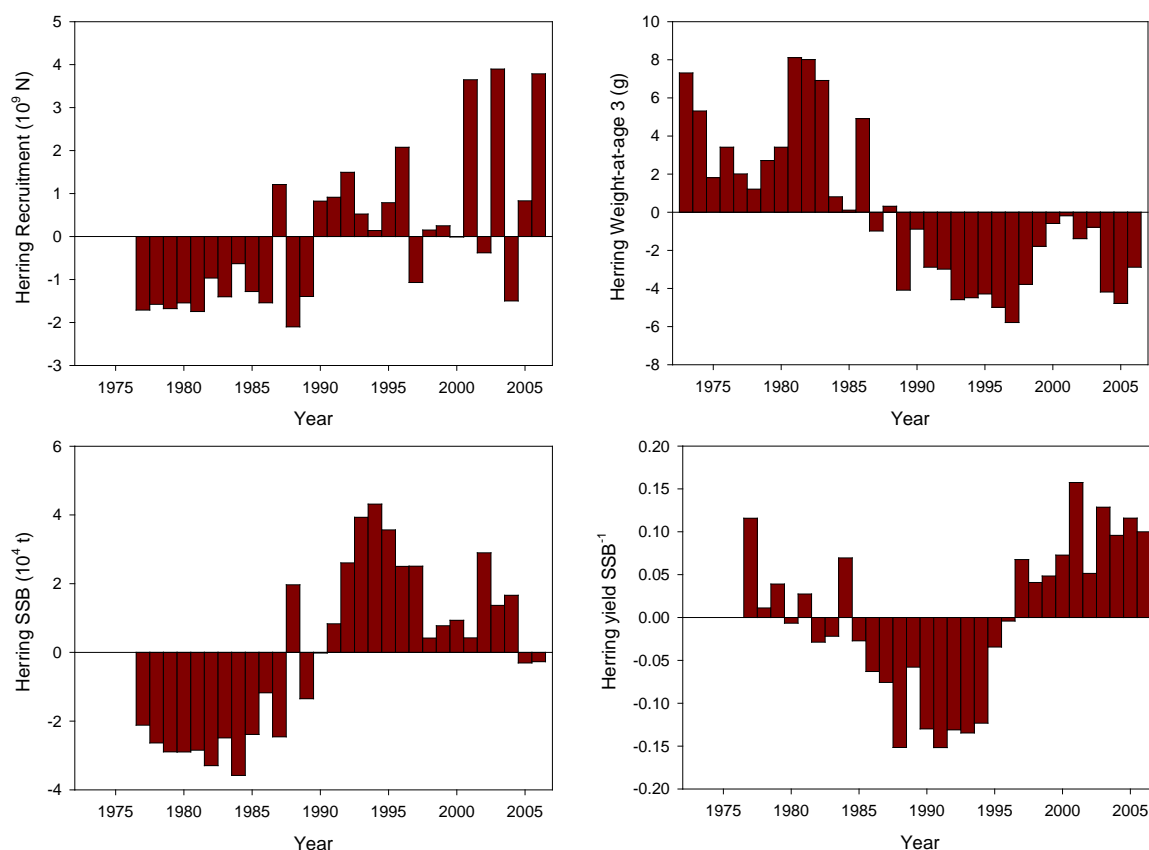 Herring Recruitment (10⁹ N)
5
4
3
2
1
0
-1
-2
-3
1975 1980 1985 1990 1995 2000 2005
Year
Herring Weight-at-age 3 (g)
10
8
6
4
2
0
-2
-4
-6
-8
1975 1980 1985 1990 1995 2000 2005
Year
Herring SSB (10⁴ t)
6
4
2
0
-2
-4
1975 1980 1985 1990 1995 2000 2005
Year
Herring yield SSB⁻¹
0.20
0.15
0.10
0.05
0.00
-0.05
-0.10
-0.15
-0.20
1975 1980 1985 1990 1995 2000 2005
Year